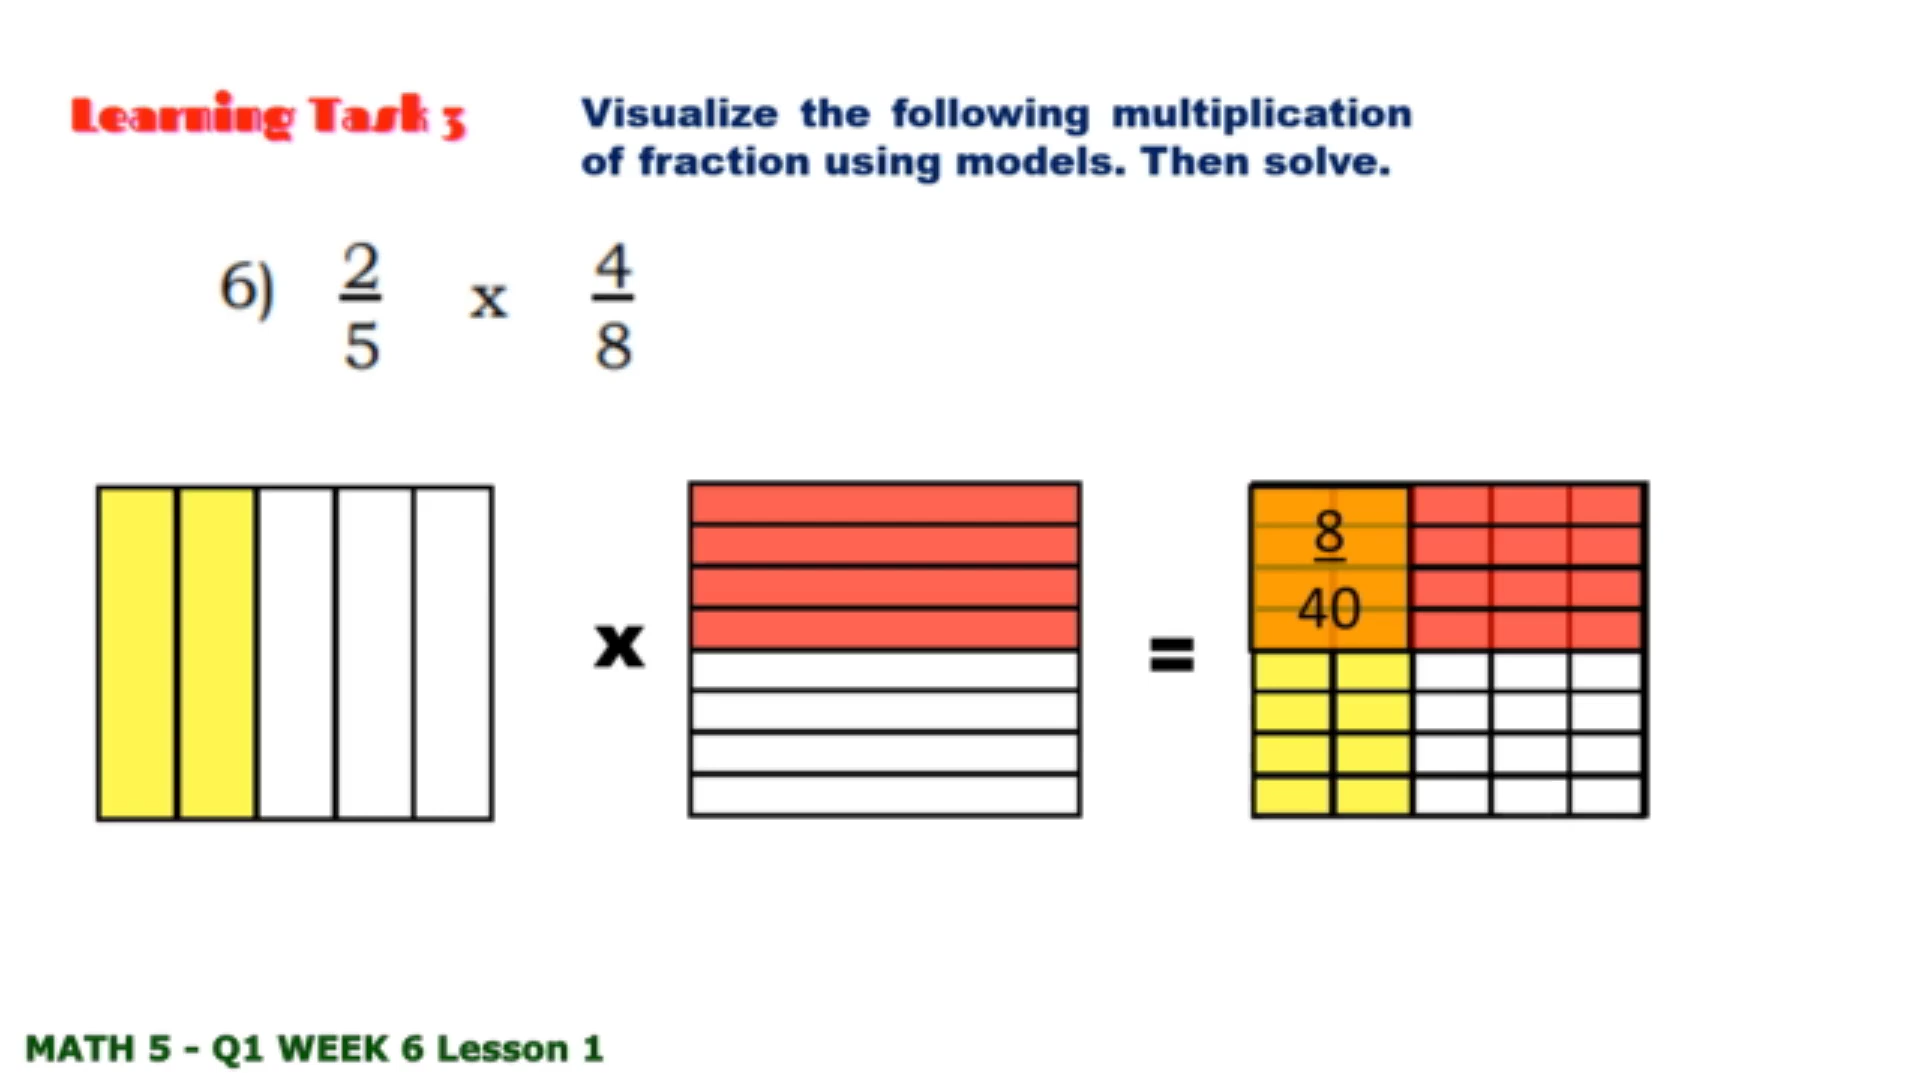 Learning Task 3
Visualize the following multiplication
of fraction using models. Then solve.
6) 2/5 x 4/8
x
=
8
40
MATH 5 - Q1 WEEK 6 Lesson 1